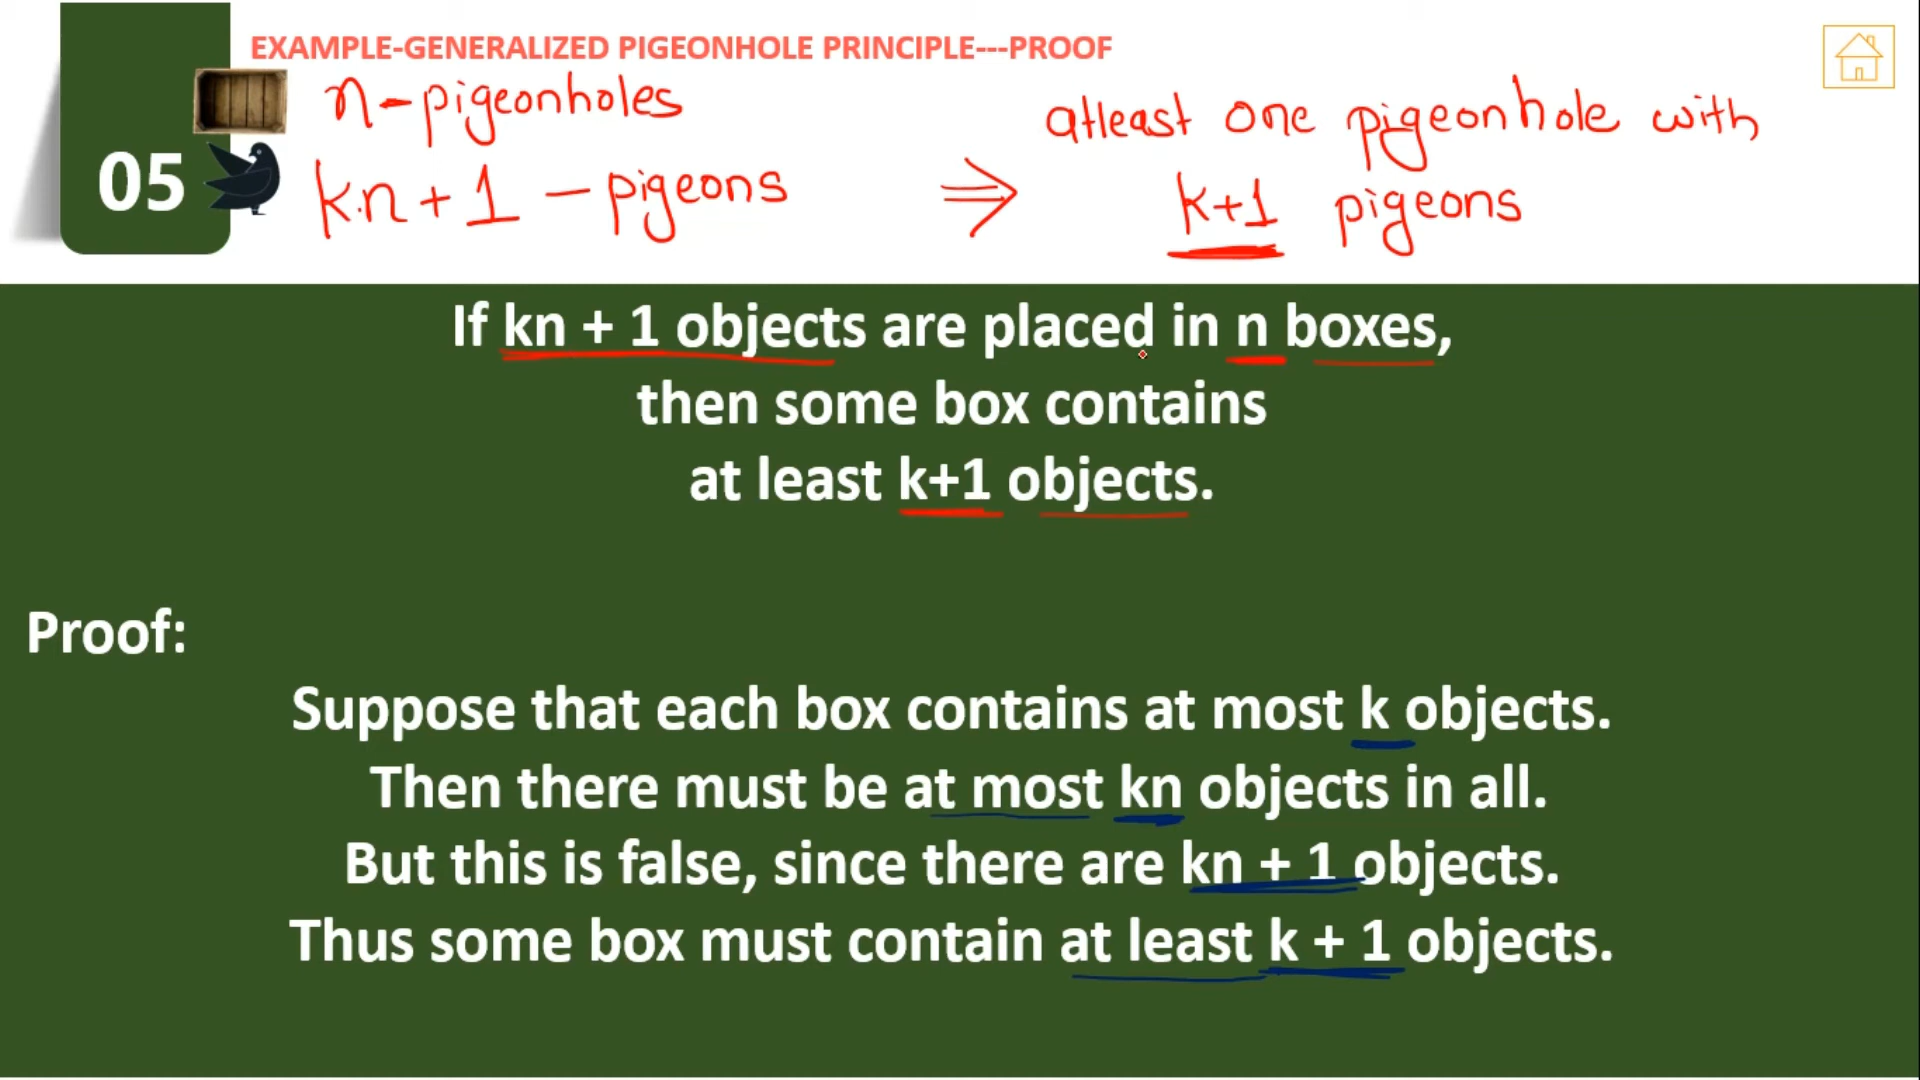 EXAMPLE-GENERALIZED PIGEONHOLE PRINCIPLE---PROOF
05
n-pigeonholes
k.n+1 - pigeons
⇒
atleast one pigeonhole with
k+1 pigeons
If kn + 1 objects are placed in n boxes,
then some box contains
at least k+1 objects.
Proof:
Suppose that each box contains at most k objects.
Then there must be at most kn objects in all.
But this is false, since there are kn + 1 objects.
Thus some box must contain at least k + 1 objects.